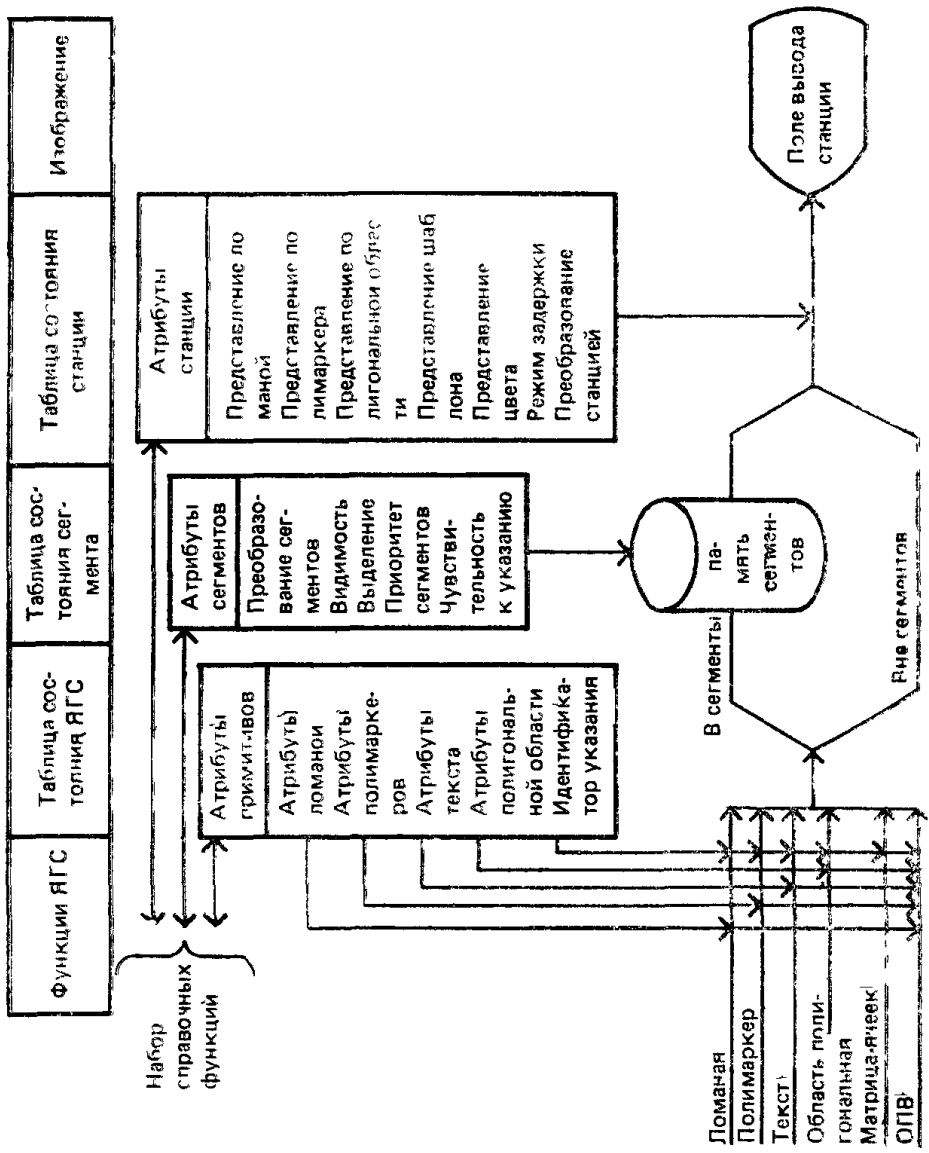 Функции ЯГС
Таблица сос-
тояния ЯГС
Таблица сос-
тояния сег-
мента
Таблица состояния
станции
Изображение
Набор
справочных
функций
Атрибуты
примитивов
Атрибуты
ломаной
Атрибуты
полимарке-
ров
Атрибуты
текста
Атрибуты
полигональ-
ной области
Идентифика-
тор указания
Атрибуты
сегментов
Преобразо-
вание сег-
ментов
Видимость
Выделение
Приоритет
сегментов
Чувстви-
тельность
к указанию
Атрибуты
станции
Представление ло
маной
Представление по
лимаркера
Представление по
лигональной облас
ти
Представление шаб
лона
Представление
цвета
Режим задержки
Преобразование
станцией
Ломаная
Полимаркер
Текст
Область поли-
гональная
Матрица-ячеек
ОПВ
В сегменты
па-
мять
сегмен-
тов
Вне сегментов
Поле вывода
станции